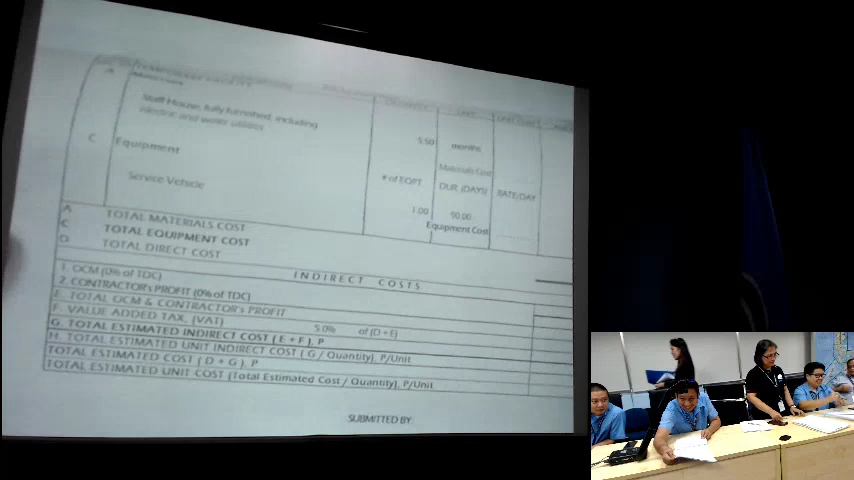 A
Staff House, fully furnished, including
electric and water utilities
5.50 months
Materials Cost
C Equipment
# of EQPT DUR. (DAYS) RATE/DAY
Service Vehicle
1.00 90.00
Equipment Cost
A TOTAL MATERIALS COST
C TOTAL EQUIPMENT COST
D TOTAL DIRECT COST
INDIRECT COSTS
1. OCM (0% of TDC)
2. CONTRACTOR's PROFIT (0% of TDC)
E. TOTAL OCM & CONTRACTOR's PROFIT
F. VALUE ADDED TAX, (VAT) 5.0% of (D + E)
G. TOTAL ESTIMATED INDIRECT COST ( E + F ), P
H. TOTAL ESTIMATED UNIT INDIRECT COST ( G / Quantity), P/Unit
TOTAL ESTIMATED COST ( D + G ), P
TOTAL ESTIMATED UNIT COST (Total Estimated Cost / Quantity), P/Unit
SUBMITTED BY: